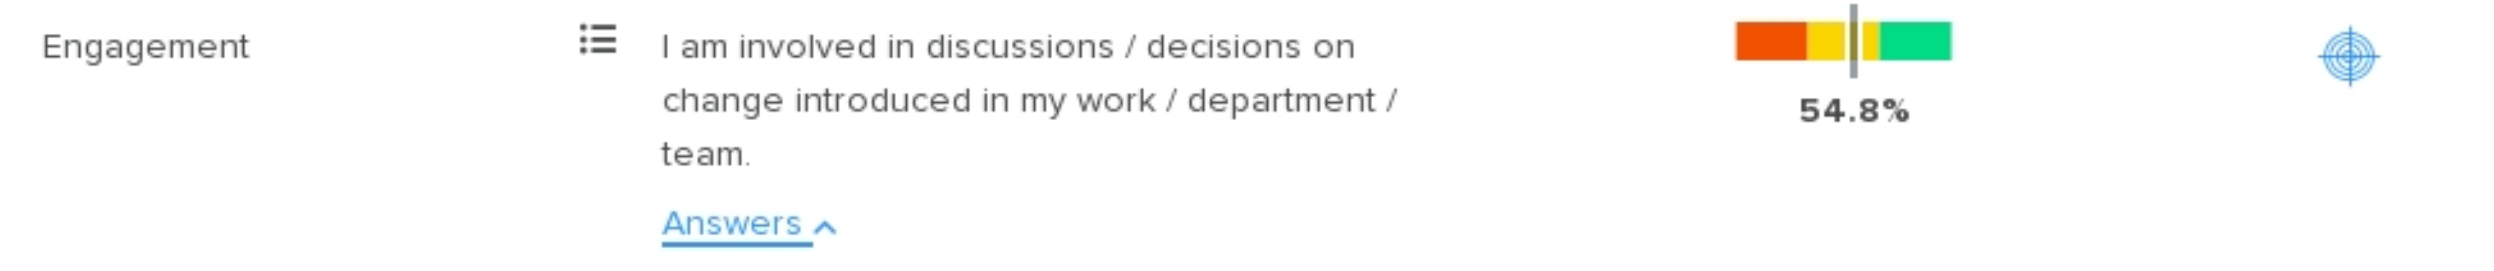 Engagement
I am involved in discussions / decisions on
change introduced in my work / department /
team.
54.8%
Answers